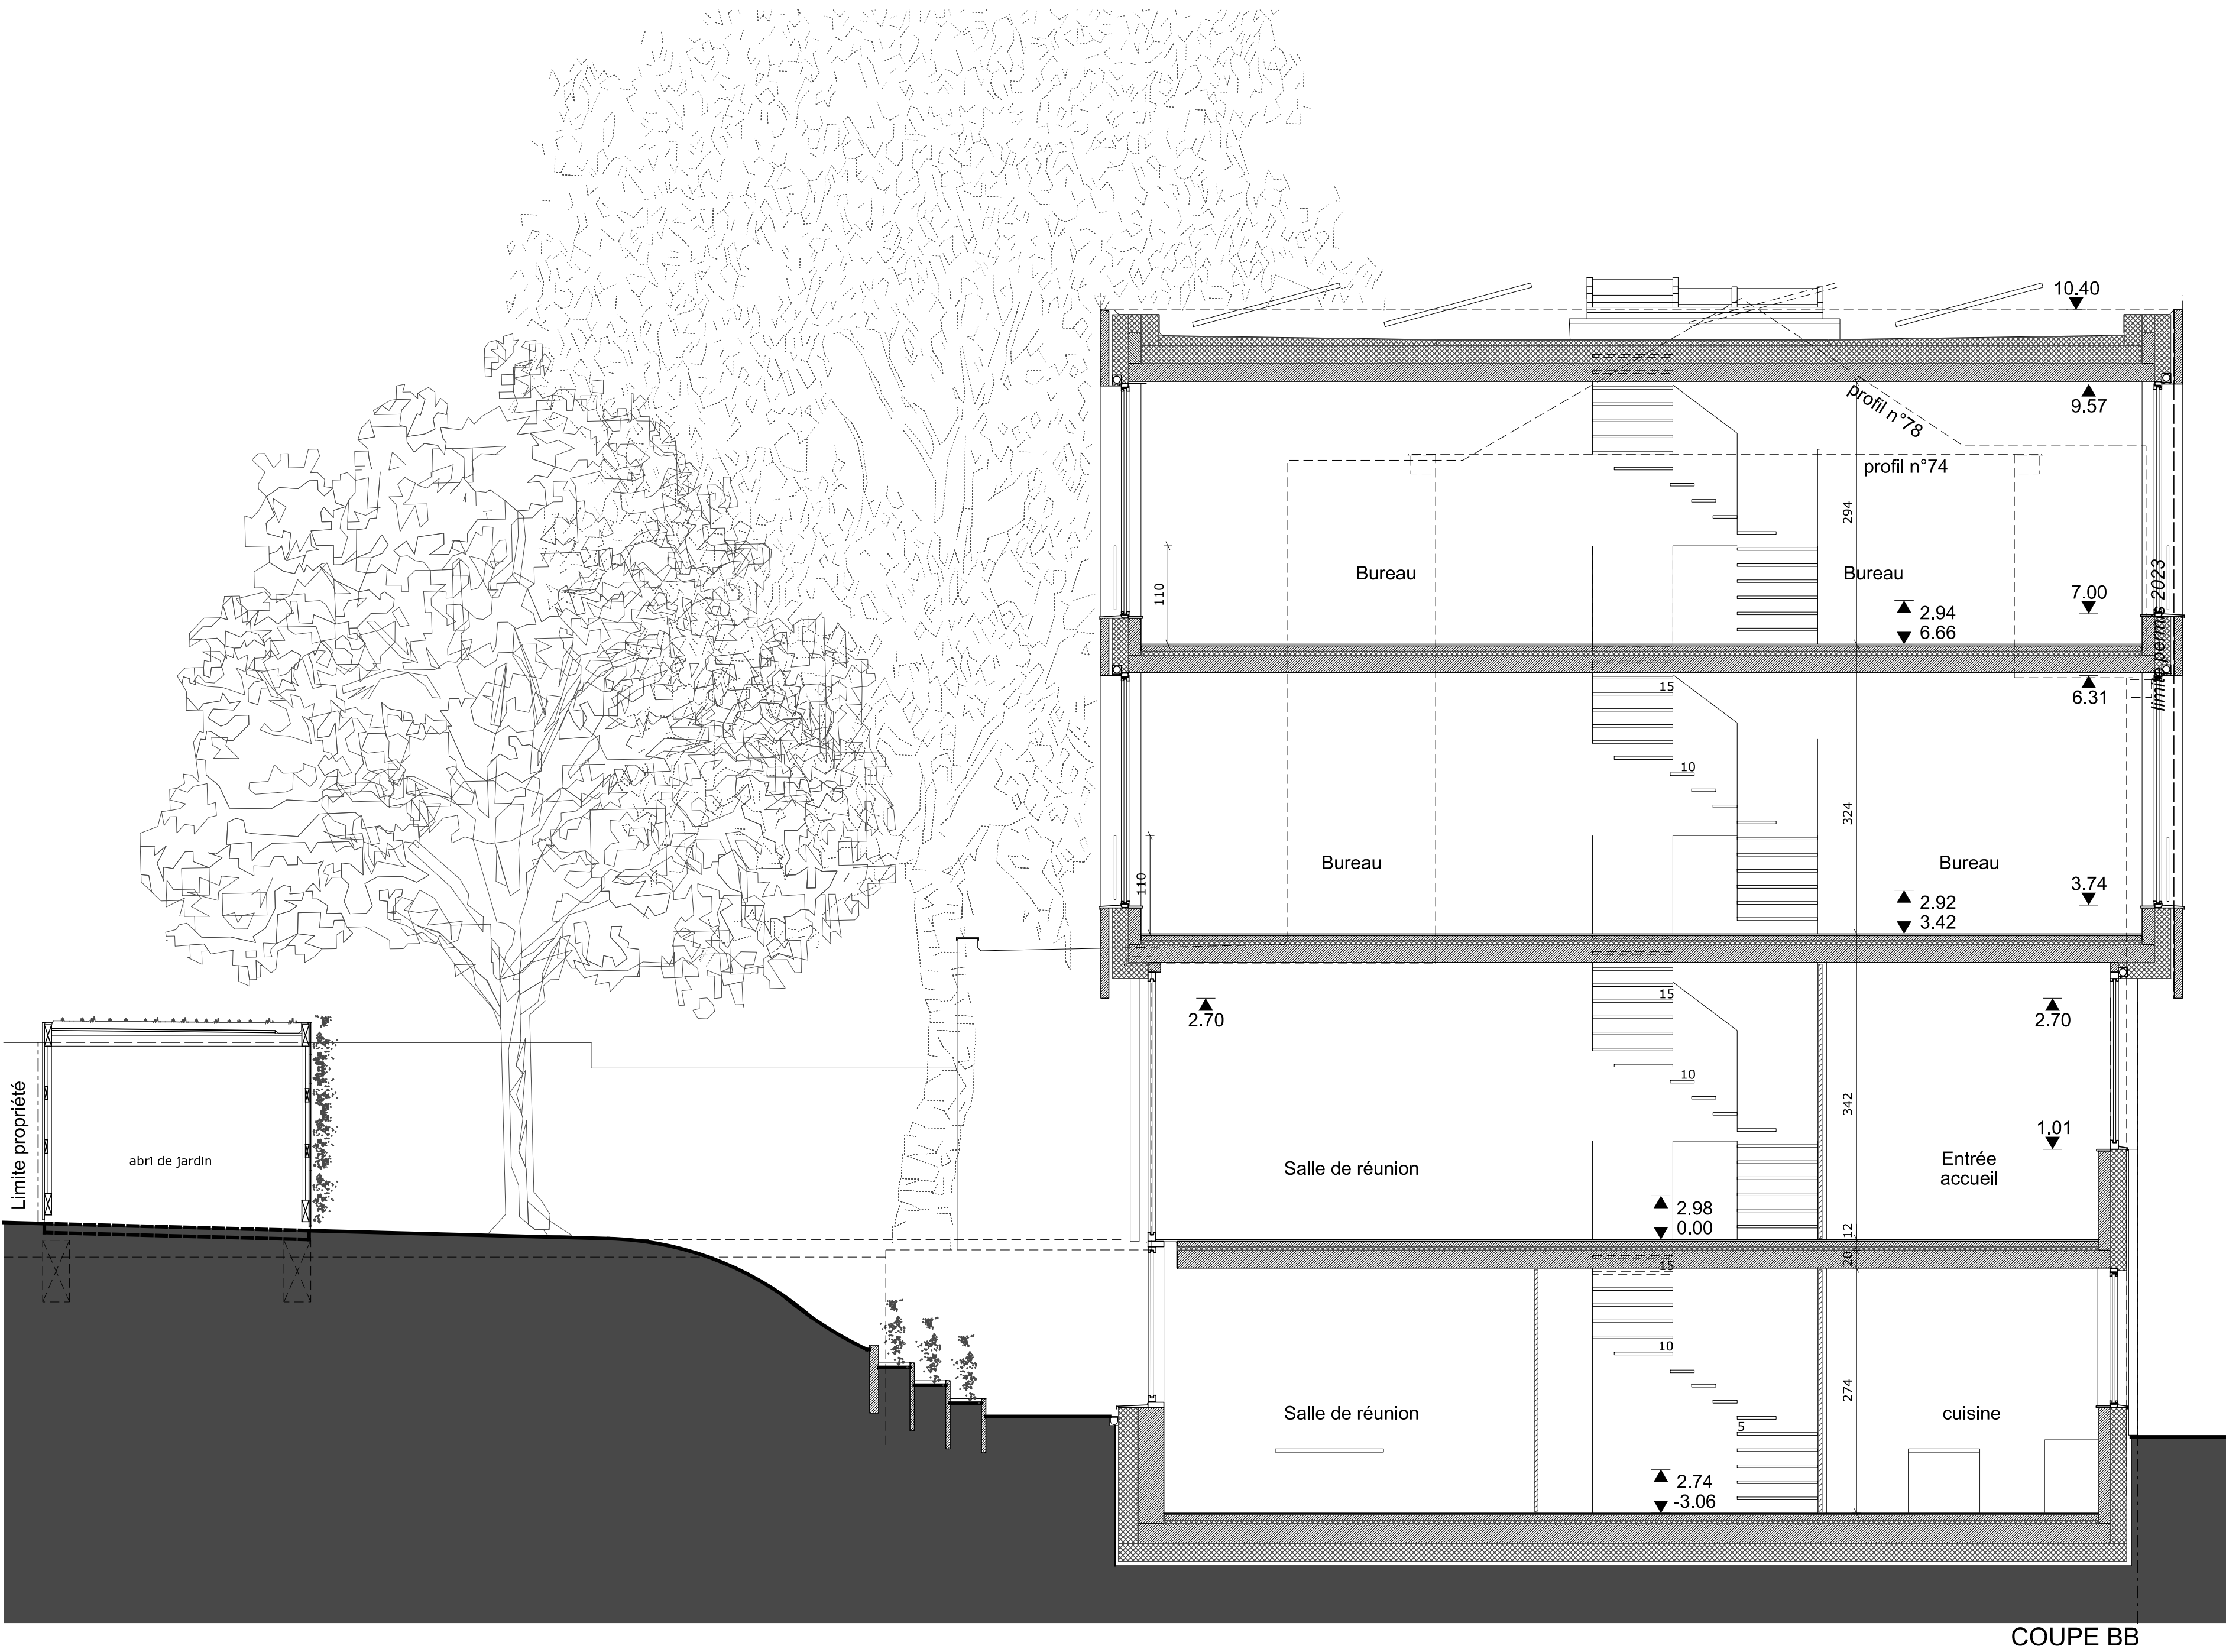 10.40
profil n°78
9.57
profil n°74
294
Bureau
Bureau
110
7.00
2.94
6.66
limite permis 2023
15
6.31
10
324
Bureau
Bureau
110
3.74
2.92
3.42
15
2.70
2.70
10
342
1.01
Limite propriété
abri de jardin
Salle de réunion
Entrée
accueil
2.98
0.00
12
20
15
10
274
Salle de réunion
cuisine
5
2.74
-3.06
COUPE BB